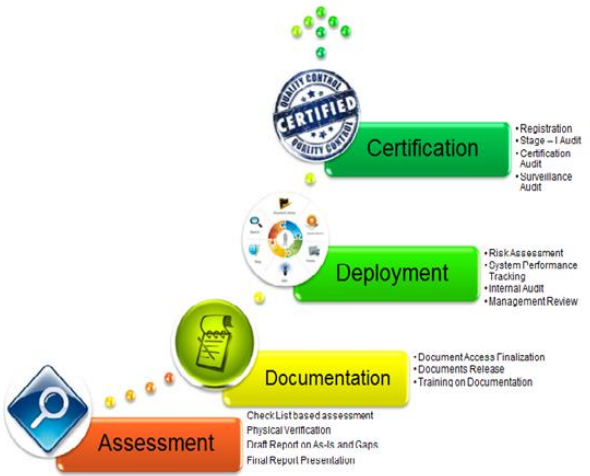 QUALITY CONTROL
CERTIFIED
QUALITY CONTROL
Certification
• Registration
• Stage – I Audit
• Certification
Audit
• Surveillance
Audit
Deployment
• Risk Assessment
• System Performance
Tracking
• Internal Audit
• Management Review
Documentation
• Document Access Finalization
• Documents Release
• Training on Documentation
Assessment
Check List based assessment
Physical Verification
Draft Report on As-Is and Gaps
Final Report Presentation